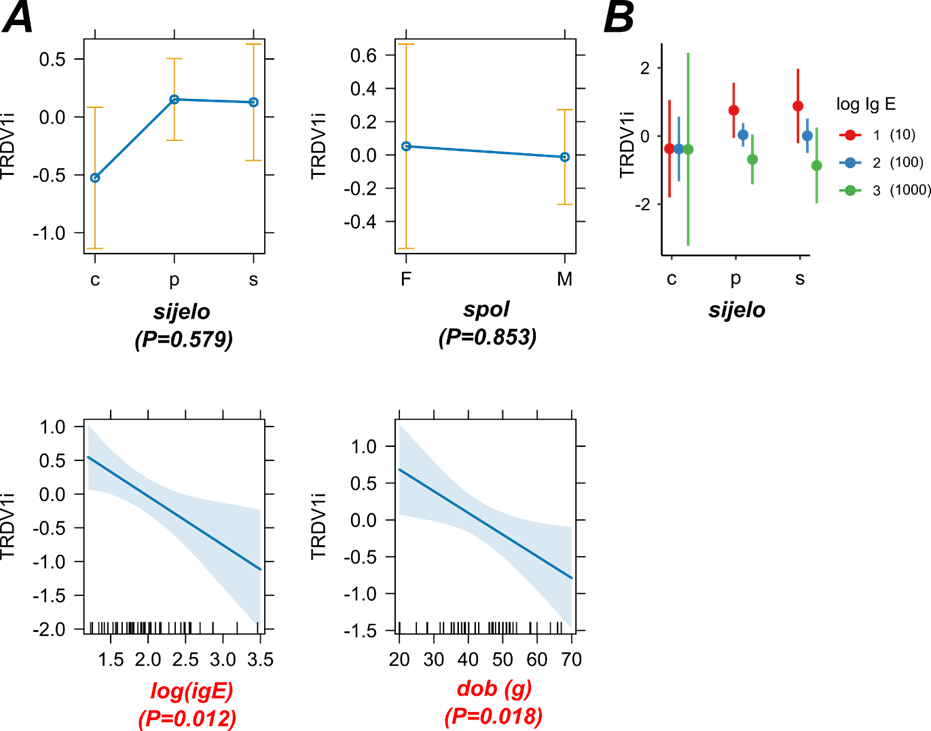 A
B
TRDV1i
0.5
0.0
-0.5
-1.0
c p s
sijelo
(P=0.579)
TRDV1i
0.6
0.4
0.2
0.0
-0.2
-0.4
F M
spol
(P=0.853)
TRDV1i
2
0
-2
c p s
sijelo
log Ig E
1 (10)
2 (100)
3 (1000)
TRDV1i
1.0
0.5
0.0
-0.5
-1.0
-1.5
-2.0
1.5 2.0 2.5 3.0 3.5
log(igE)
(P=0.012)
TRDV1i
1.0
0.5
0.0
-0.5
-1.0
-1.5
20 30 40 50 60 70
dob (g)
(P=0.018)